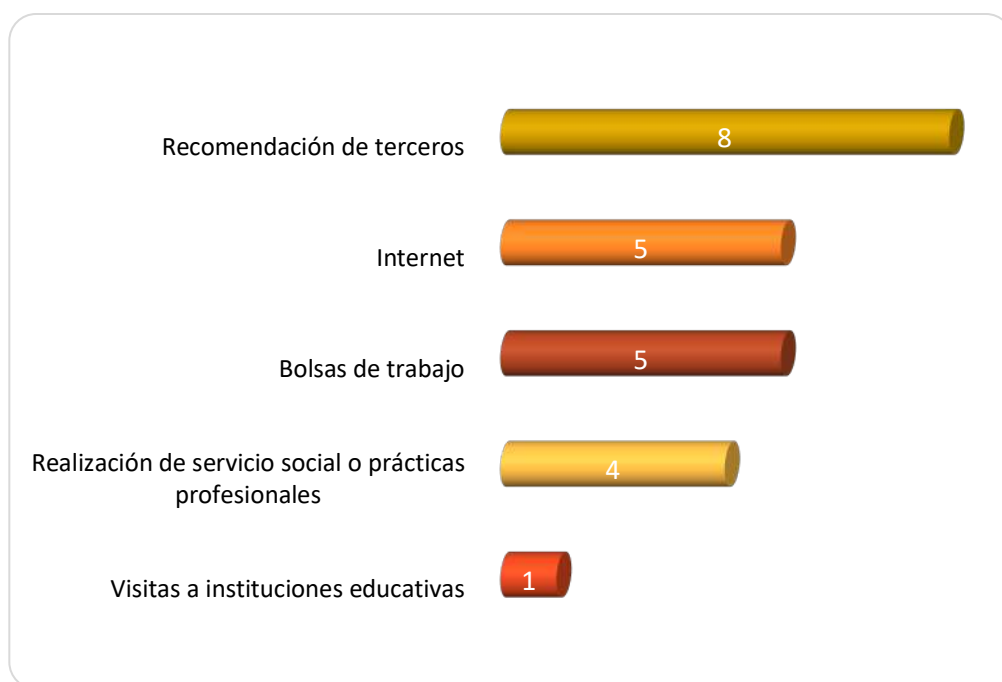 Recomendación de terceros
8
Internet
5
Bolsas de trabajo
5
Realización de servicio social o prácticas
profesionales
4
Visitas a instituciones educativas
1